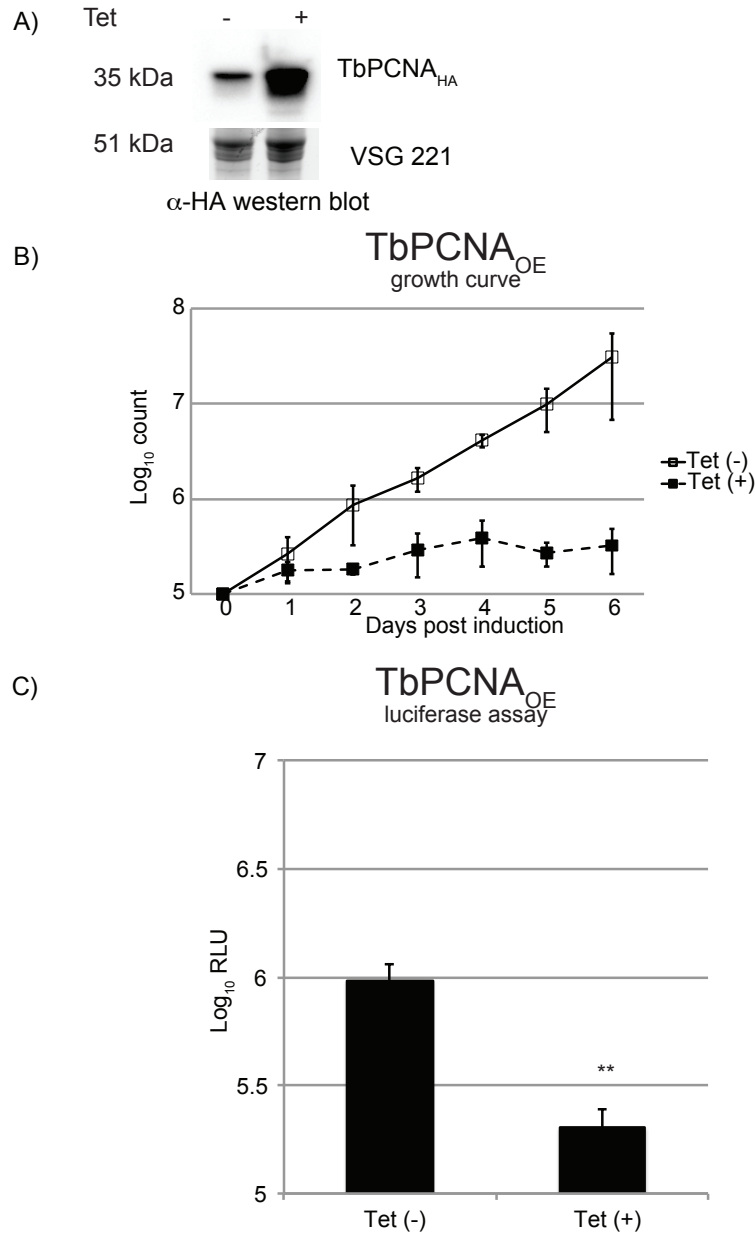 A)
Tet - +
35 kDa TbPCNA_HA
51 kDa VSG 221
α-HA western blot
B)
TbPCNA_OE
growth curve
8
7
6
5
Log₁₀ count
0 1 2 3 4 5 6
Days post induction
Tet (-)
Tet (+)
C)
TbPCNA_OE
luciferase assay
7
6.5
6
5.5
5
Log₁₀ RLU
**
Tet (-) Tet (+)